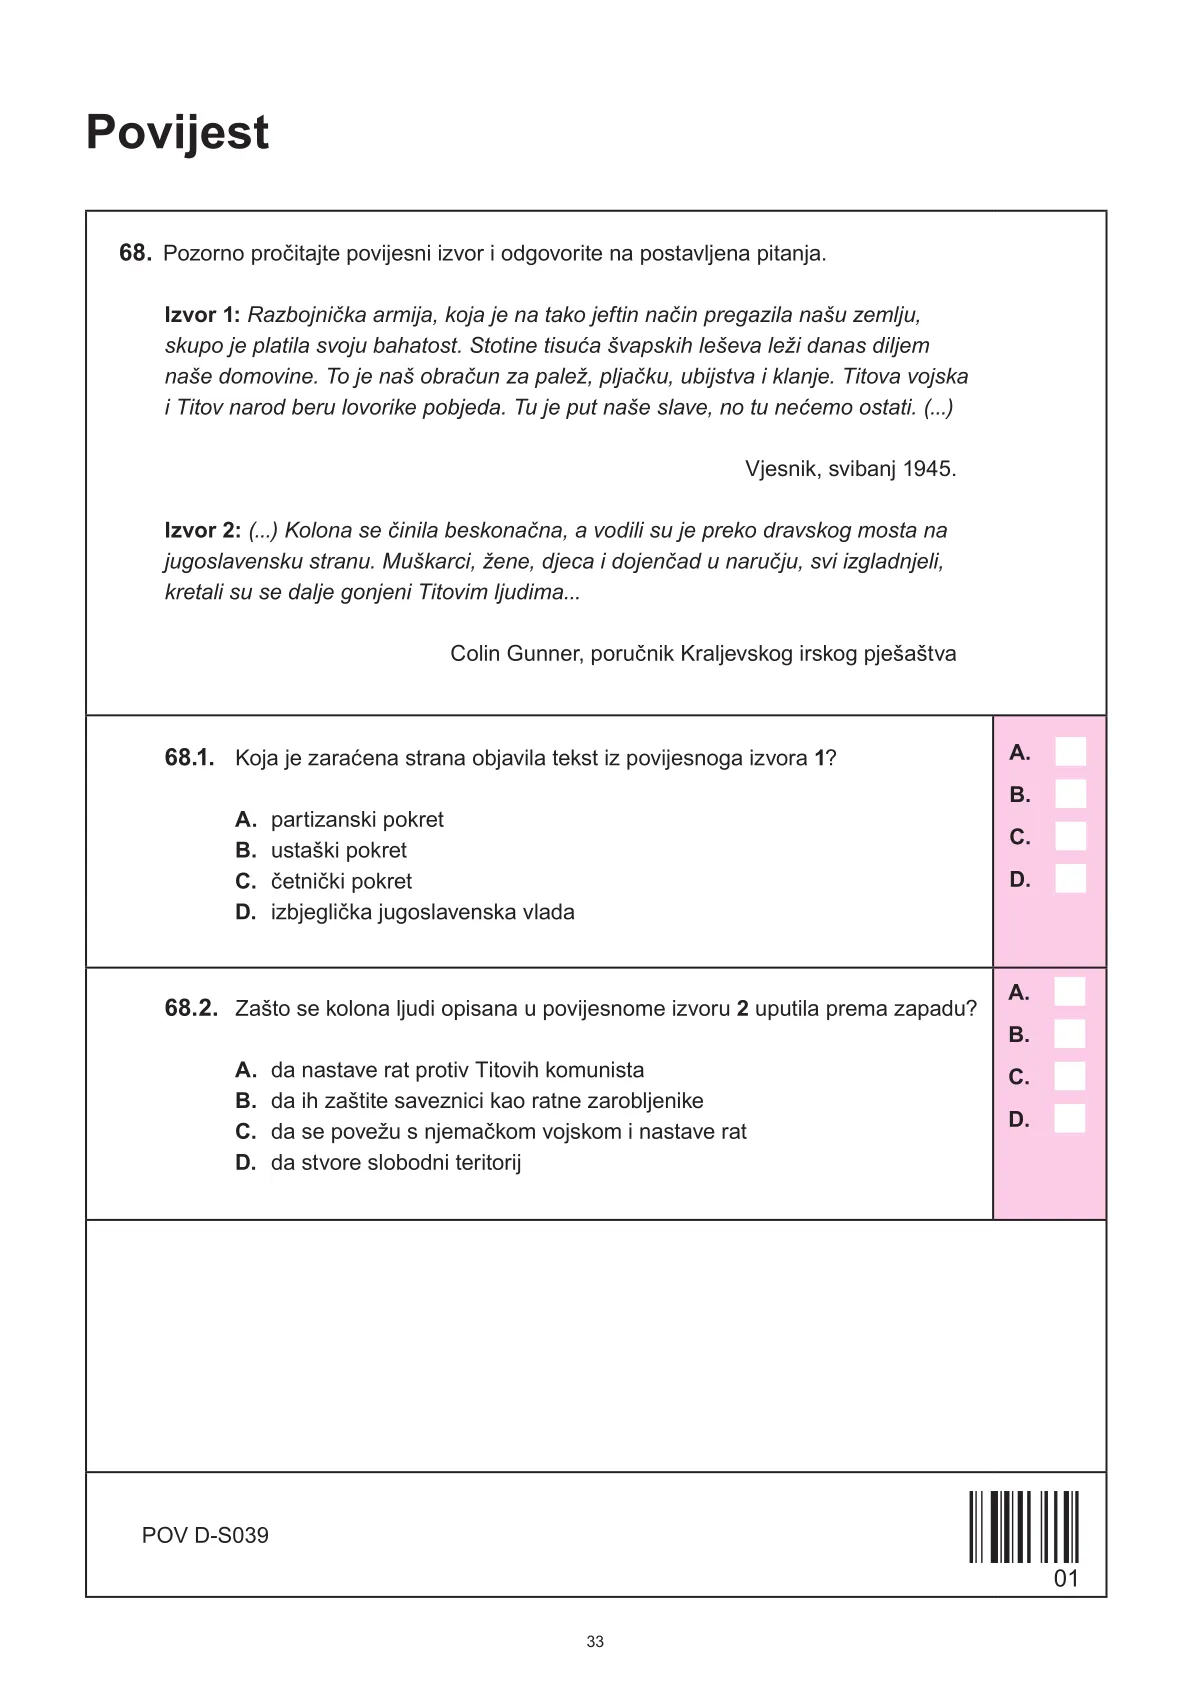 Povijest
68. Pozorno pročitajte povijesni izvor i odgovorite na postavljena pitanja.
Izvor 1: Razbojnička armija, koja je na tako jeftin način pregazila našu zemlju,
skupo je platila svoju bahatost. Stotine tisuća švapskih leševa leži danas diljem
naše domovine. To je naš obračun za palež, pljačku, ubijstva i klanje. Titova vojska
i Titov narod beru lovorike pobjeda. Tu je put naše slave, no tu nećemo ostati. (...)
Vjesnik, svibanj 1945.
Izvor 2: (...) Kolona se činila beskonačna, a vodili su je preko dravskog mosta na
jugoslavensku stranu. Muškarci, žene, djeca i dojenčad u naručju, svi izgladnjeli,
kretali su se dalje gonjeni Titovim ljudima...
Colin Gunner, poručnik Kraljevskog irskog pješaštva
68.1. Koja je zaraćena strana objavila tekst iz povijesnoga izvora 1?
A. partizanski pokret
B. ustaški pokret
C. četnički pokret
D. izbjeglička jugoslavenska vlada
A.
B.
C.
D.
68.2. Zašto se kolona ljudi opisana u povijesnome izvoru 2 uputila prema zapadu?
A. da nastave rat protiv Titovih komunista
B. da ih zaštite saveznici kao ratne zarobljenike
C. da se povežu s njemačkom vojskom i nastave rat
D. da stvore slobodni teritorij
A.
B.
C.
D.
POV D-S039
01
33